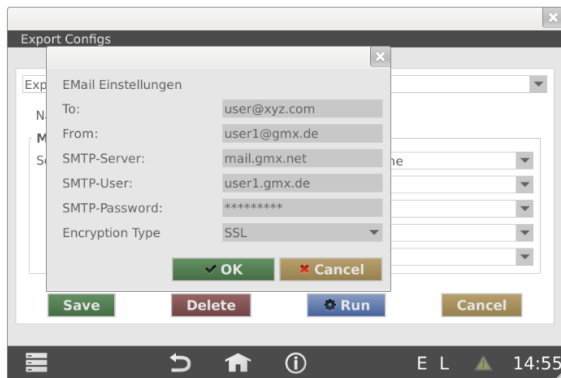 Export Configs
Exp
EMail Einstellungen
To: user@xyz.com
From: user1@gmx.de
SMTP-Server: mail.gmx.net
SMTP-User: user1.gmx.de
SMTP-Password: *********
Encryption Type SSL
OK Cancel
Save Delete Run Cancel
E L 14:55